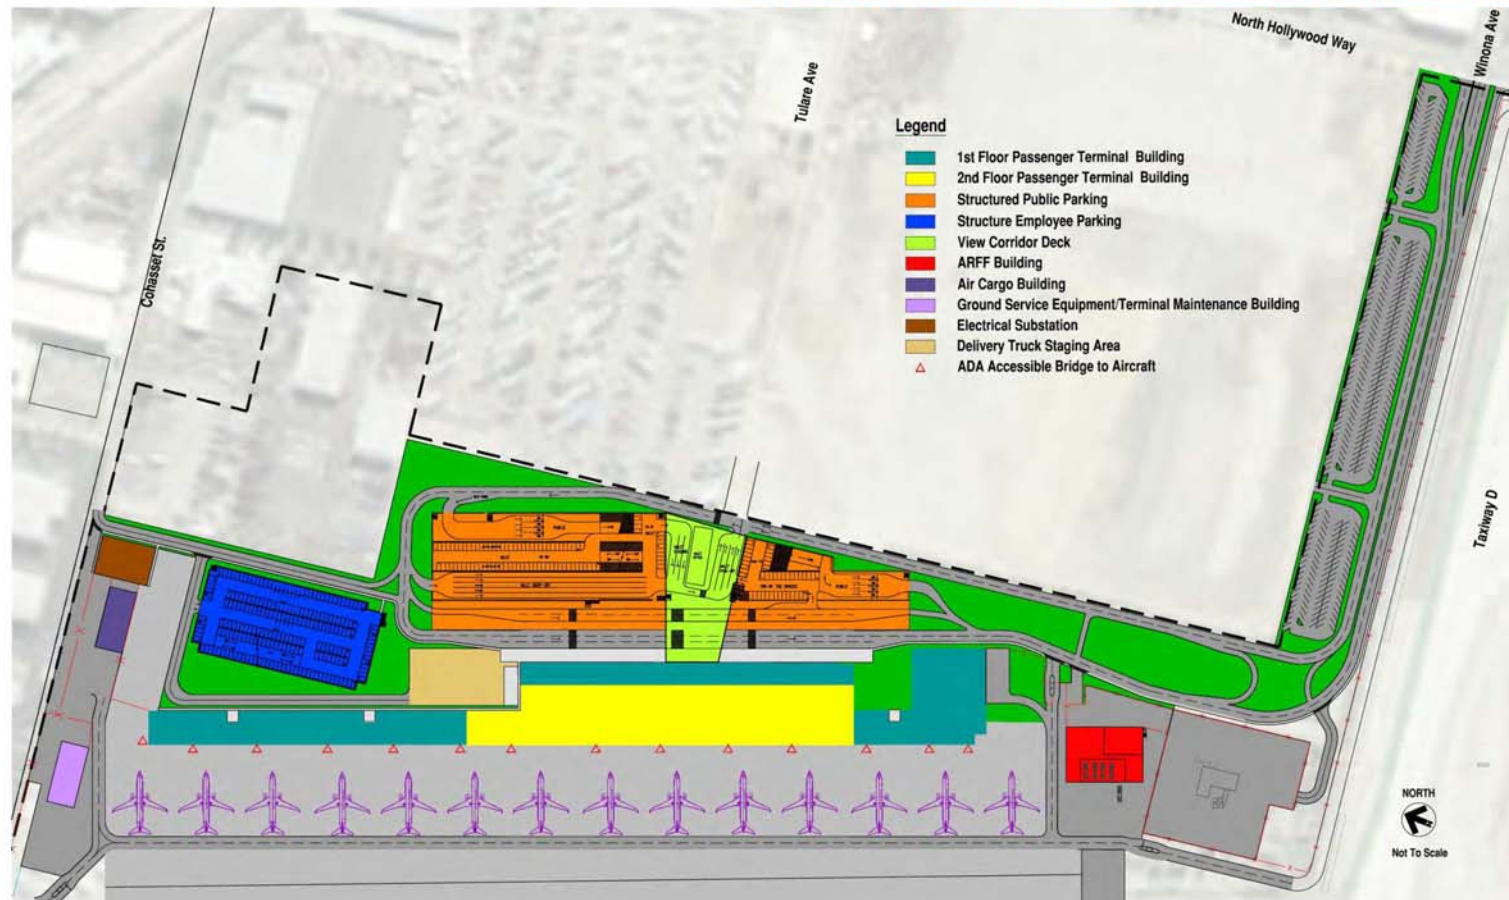 North Hollywood Way
Winona Ave
Tulare Ave
Cohasset St.
Taxiway D
Legend
1st Floor Passenger Terminal Building
2nd Floor Passenger Terminal Building
Structured Public Parking
Structure Employee Parking
View Corridor Deck
ARFF Building
Air Cargo Building
Ground Service Equipment/Terminal Maintenance Building
Electrical Substation
Delivery Truck Staging Area
ADA Accessible Bridge to Aircraft
NORTH
Not To Scale